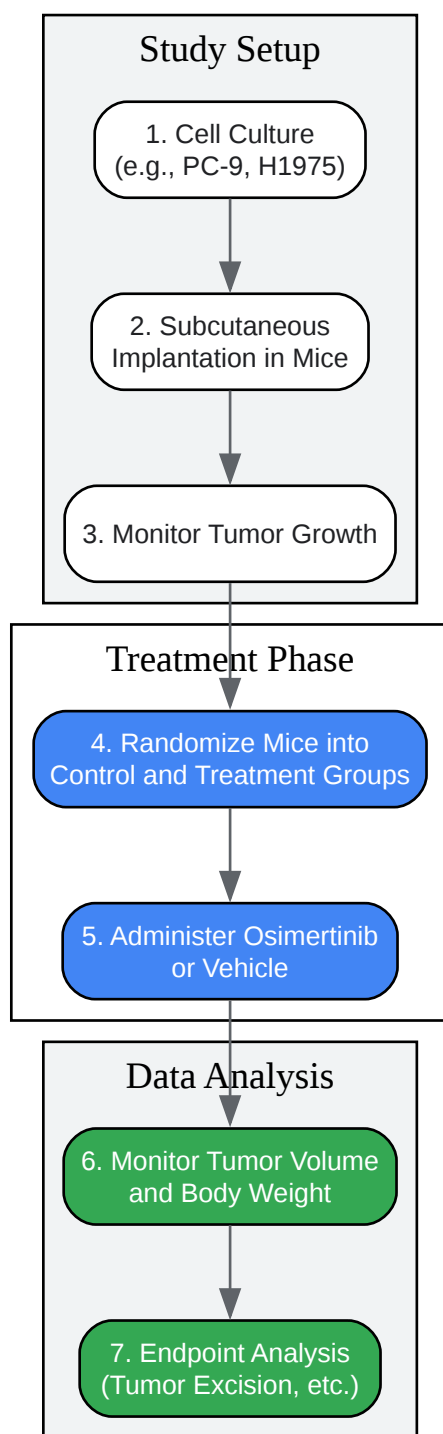 Study Setup
1. Cell Culture
(e.g., PC-9, H1975)
2. Subcutaneous
Implantation in Mice
3. Monitor Tumor Growth
Treatment Phase
4. Randomize Mice into
Control and Treatment Groups
5. Administer Osimertinib
or Vehicle
Data Analysis
6. Monitor Tumor Volume
and Body Weight
7. Endpoint Analysis
(Tumor Excision, etc.)